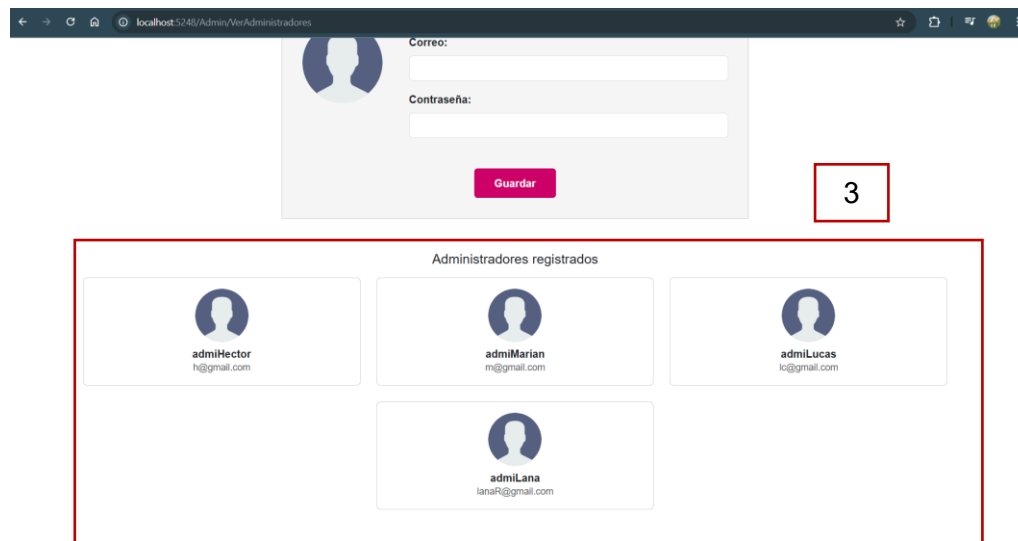 localhost:5248/Admin/VerAdministradores
Correo:
Contraseña:
Guardar
3
Administradores registrados
admiHector
h@gmail.com
admiMarian
m@gmail.com
admiLucas
lc@gmail.com
admiLana
lanaR@gmail.com